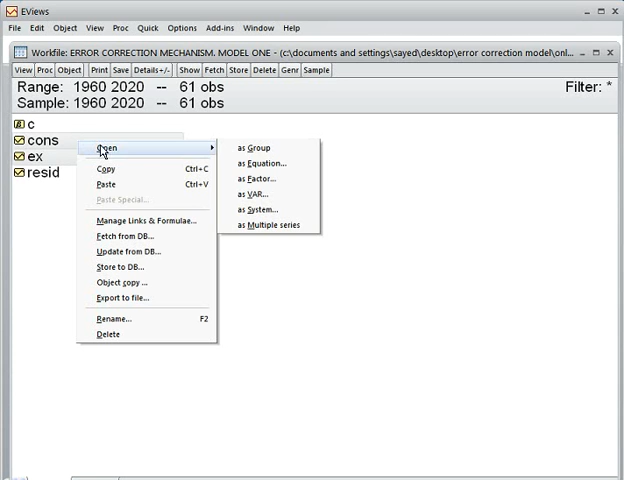 EViews
File Edit Object View Proc Quick Options Add-ins Window Help
Workfile: ERROR CORRECTION MECHANISM. MODEL ONE - (c:\documents and settings\sayed\desktop\error correction model\onl...
View Proc Object Print Save Details+/- Show Fetch Store Delete Genr Sample
Range: 1960 2020 -- 61 obs Filter: *
Sample: 1960 2020 -- 61 obs
c
cons
ex
resid
Open
Copy Ctrl+C
Paste Ctrl+V
Paste Special...
Manage Links & Formulae...
Fetch from DB...
Update from DB...
Store to DB...
Object copy ...
Export to file...
Rename... F2
Delete
as Group
as Equation...
as Factor...
as VAR...
as System...
as Multiple series